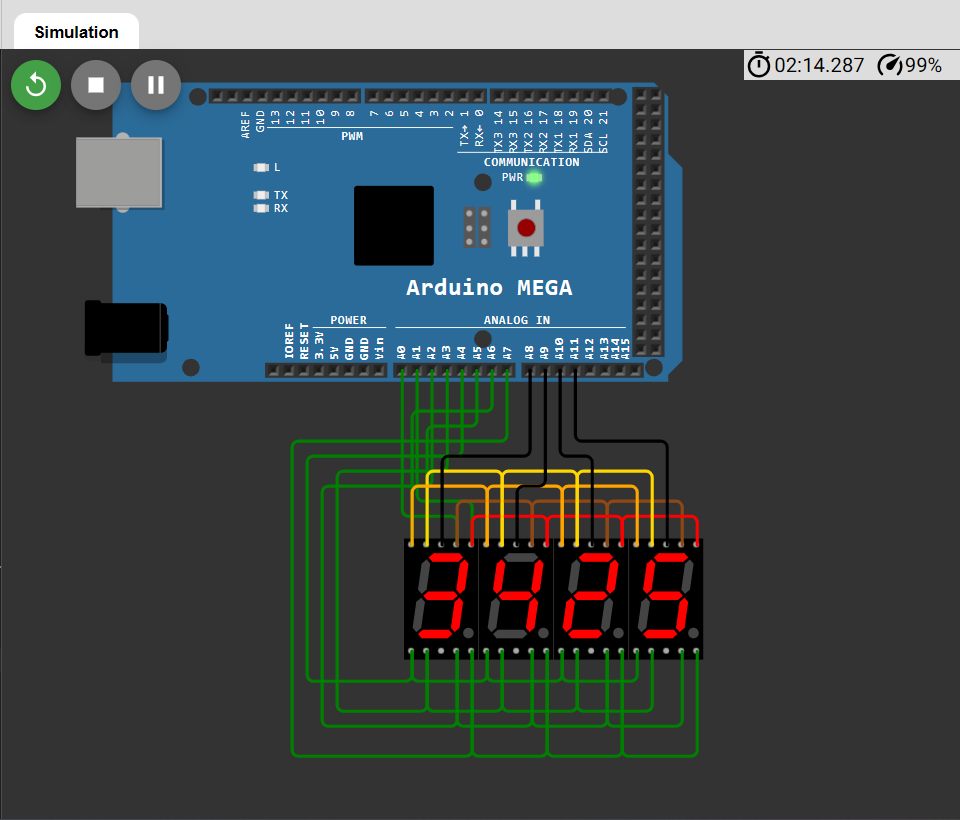 Simulation
02:14.287 99%
AREF GND 13 12 11 10 9 8 7 6 5 4 3 2 TX→ 1 RX← 0 TX3 14 RX3 15 TX2 16 RX2 17 TX1 18 RX1 19 SDA 20 SCL 21
PWM
COMMUNICATION
L
PWR
TX
RX
Arduino MEGA
POWER ANALOG IN
IOREF RESET 3.3V 5V GND GND Vin A0 A1 A2 A3 A4 A5 A6 A7 A8 A9 A10 A11 A12 A13 A14 A15
3425